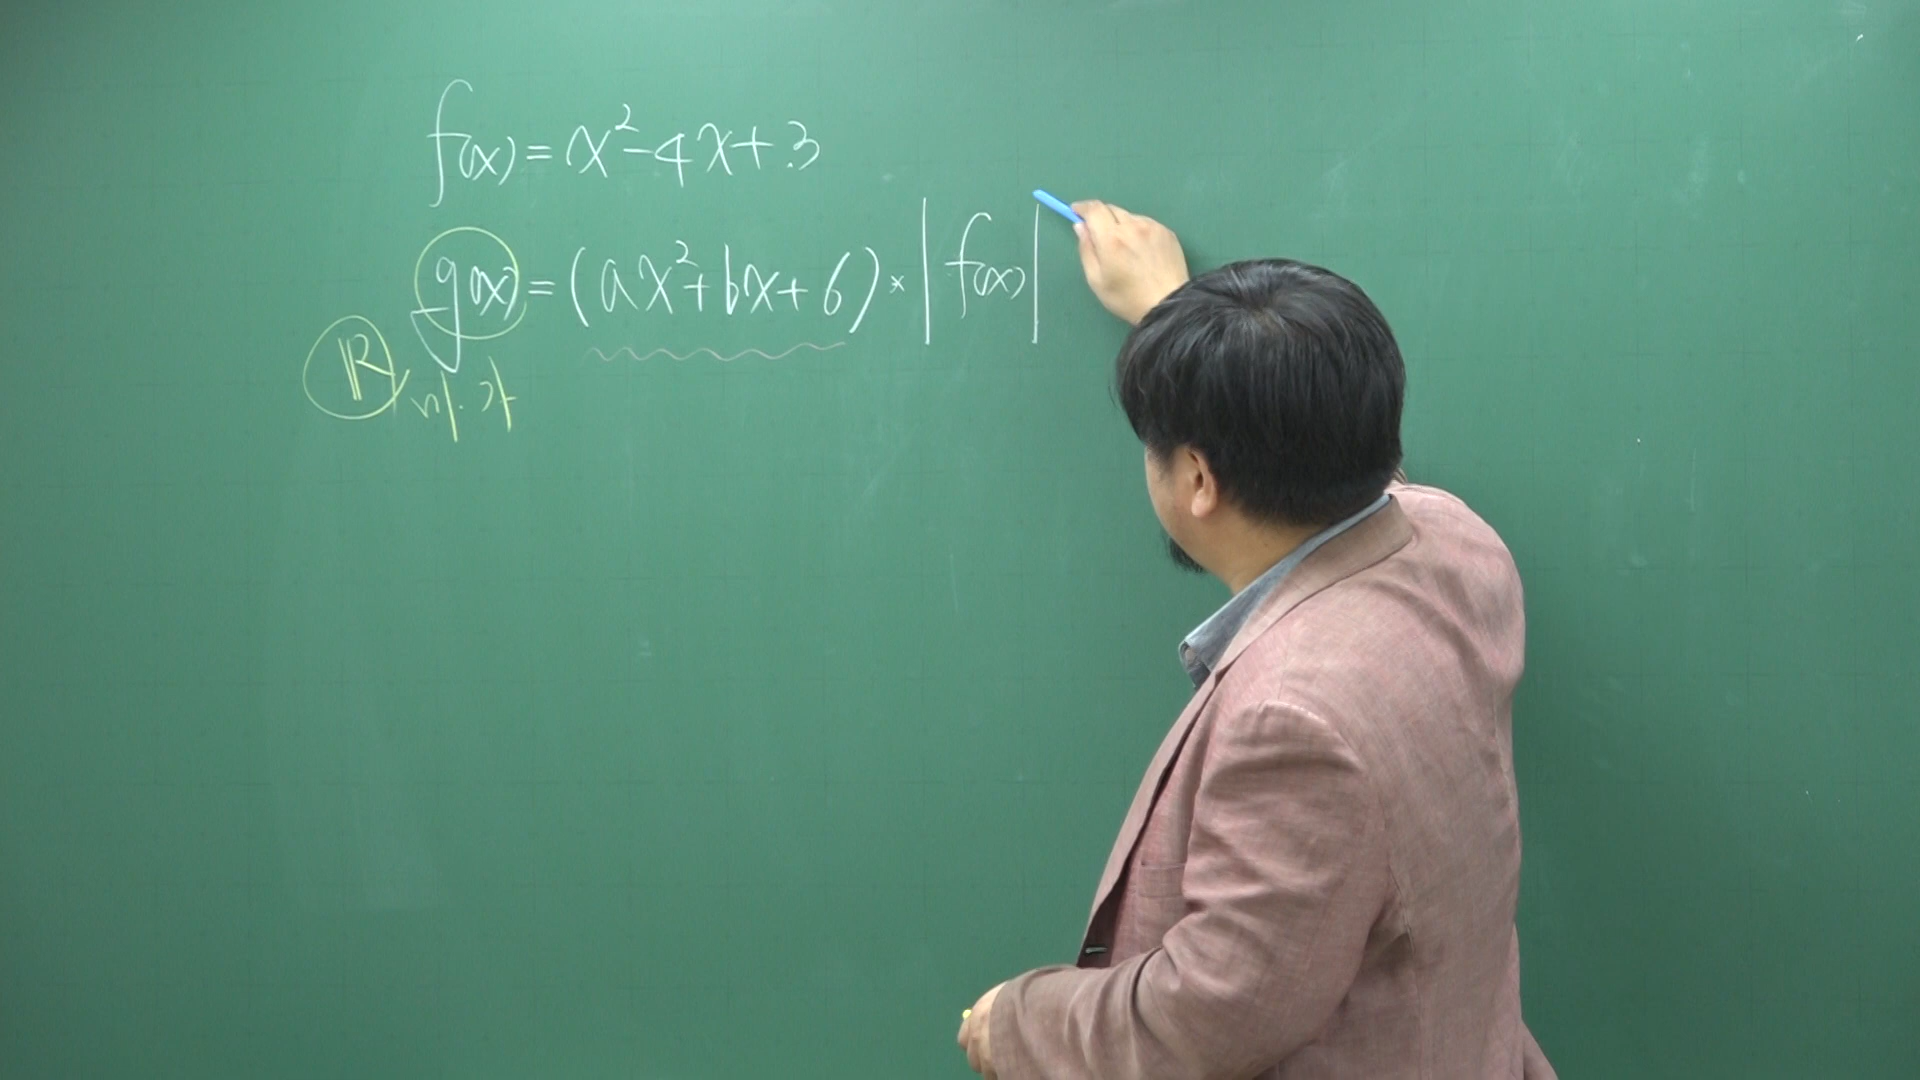 f(x) = x² - 4x + 3
g(x) = (ax² + bx + 6) × |f(x)|
ℝ 미.가